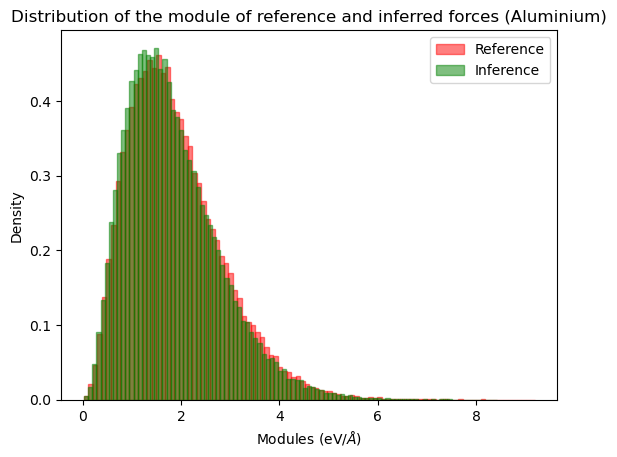 Distribution of the module of reference and inferred forces (Aluminium)
Reference
Inference
Density
0.4
0.3
0.2
0.1
0.0
0 2 4 6 8
Modules (eV/Å)